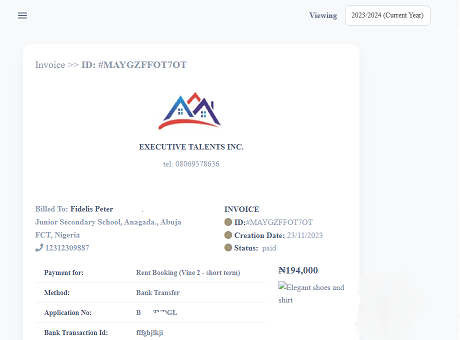 Viewing 2023/2024 (Current Year)
Invoice >> ID: #MAYGZFFOT7OT
EXECUTIVE TALENTS INC.
tel: 08069578636
Billed To: Fidelis Peter
Junior Secondary School, Anagada., Abuja
FCT, Nigeria
12312309887
INVOICE
ID:#MAYGZFFOT7OT
Creation Date: 23/11/2023
Status: paid
Payment for: Rent Booking (Vine 2 - short term)
Method: Bank Transfer
Application No: B GL
Bank Transaction Id: fffghjlkji
₦194,000
Elegant shoes and
shirt